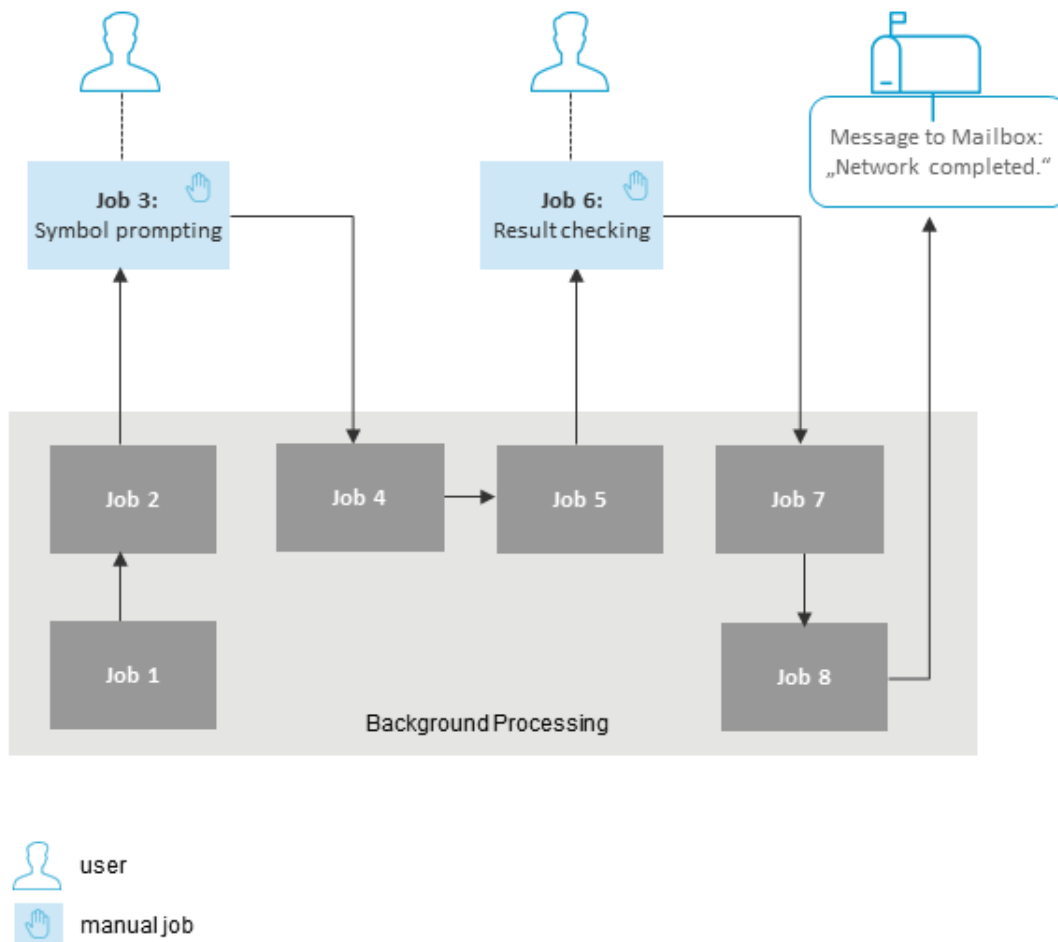 Message to Mailbox:
„Network completed.“
Job 3:
Symbol prompting
Job 6:
Result checking
Job 2
Job 4
Job 5
Job 7
Job 1
Job 8
Background Processing
user
manual job